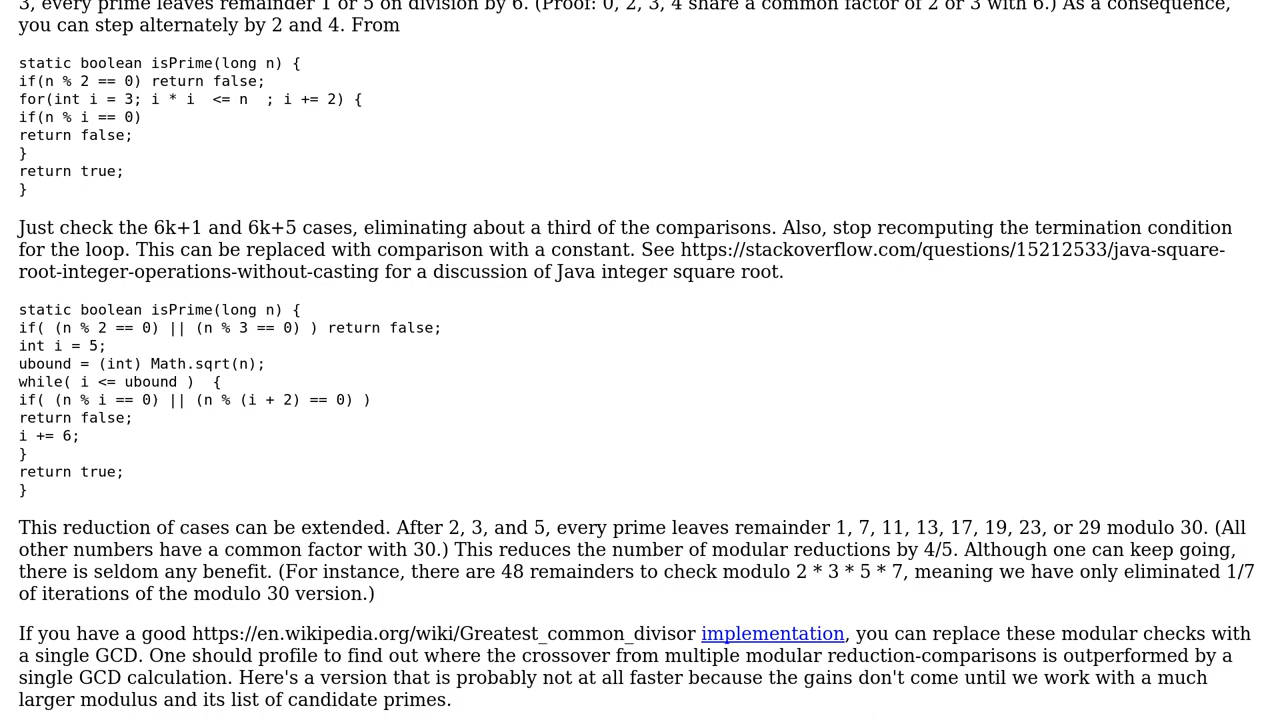 3, every prime leaves remainder 1 or 5 on division by 6. (Proof: 0, 2, 3, 4 share a common factor of 2 or 3 with 6.) As a consequence,
you can step alternately by 2 and 4. From
static boolean isPrime(long n) {
if(n % 2 == 0) return false;
for(int i = 3; i * i  <= n  ; i += 2) {
if(n % i == 0)
return false;
}
return true;
}
Just check the 6k+1 and 6k+5 cases, eliminating about a third of the comparisons. Also, stop recomputing the termination condition
for the loop. This can be replaced with comparison with a constant. See https://stackoverflow.com/questions/15212533/java-square-
root-integer-operations-without-casting for a discussion of Java integer square root.
static boolean isPrime(long n) {
if( (n % 2 == 0) || (n % 3 == 0) ) return false;
int i = 5;
ubound = (int) Math.sqrt(n);
while( i <= ubound )  {
if( (n % i == 0) || (n % (i + 2) == 0) )
return false;
i += 6;
}
return true;
}
This reduction of cases can be extended. After 2, 3, and 5, every prime leaves remainder 1, 7, 11, 13, 17, 19, 23, or 29 modulo 30. (All
other numbers have a common factor with 30.) This reduces the number of modular reductions by 4/5. Although one can keep going,
there is seldom any benefit. (For instance, there are 48 remainders to check modulo 2 * 3 * 5 * 7, meaning we have only eliminated 1/7
of iterations of the modulo 30 version.)
If you have a good https://en.wikipedia.org/wiki/Greatest_common_divisor implementation, you can replace these modular checks with
a single GCD. One should profile to find out where the crossover from multiple modular reduction-comparisons is outperformed by a
single GCD calculation. Here's a version that is probably not at all faster because the gains don't come until we work with a much
larger modulus and its list of candidate primes.